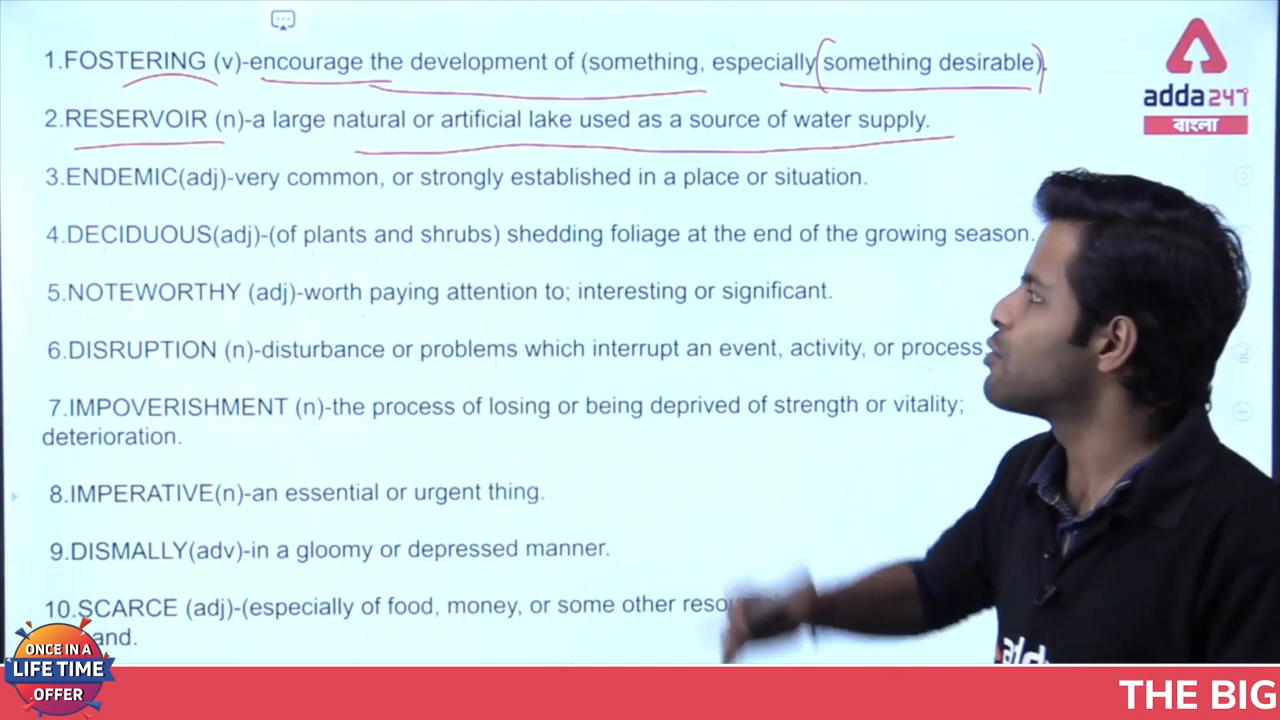 1.FOSTERING (v)-encourage the development of (something, especially something desirable).
2.RESERVOIR (n)-a large natural or artificial lake used as a source of water supply.
3.ENDEMIC(adj)-very common, or strongly established in a place or situation.
4.DECIDUOUS(adj)-(of plants and shrubs) shedding foliage at the end of the growing season.
5.NOTEWORTHY (adj)-worth paying attention to; interesting or significant.
6.DISRUPTION (n)-disturbance or problems which interrupt an event, activity, or process.
7.IMPOVERISHMENT (n)-the process of losing or being deprived of strength or vitality;
deterioration.
8.IMPERATIVE(n)-an essential or urgent thing.
9.DISMALLY(adv)-in a gloomy or depressed manner.
10.SCARCE (adj)-(especially of food, money, or some other
adda247
বাংলা
ONCE IN A
LIFE TIME
OFFER
THE BIG